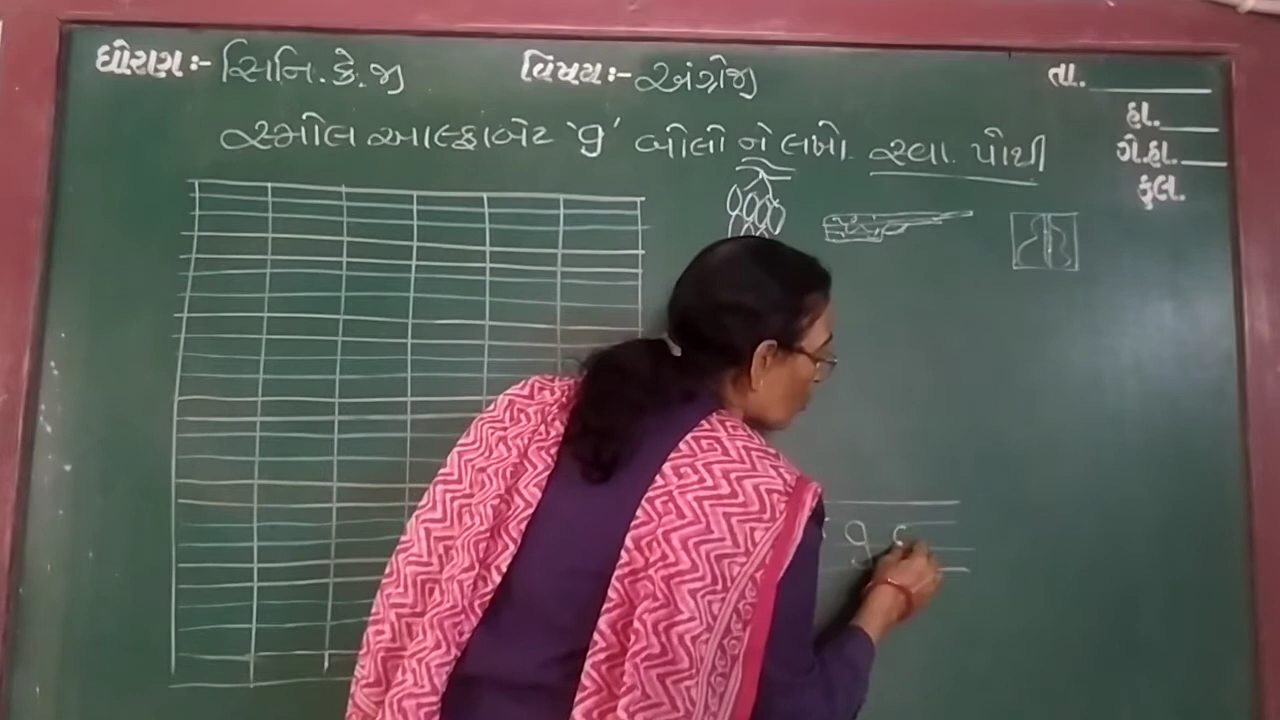 ધોરણઃ- સિનિ. કે. જી વિષયઃ- અંગ્રેજી તા.
હા.
સ્મોલ આલ્ફાબેટ 'g' બોલો ને લખો. સ્વા. પોથી
ગે.હા.
કુલ.
g